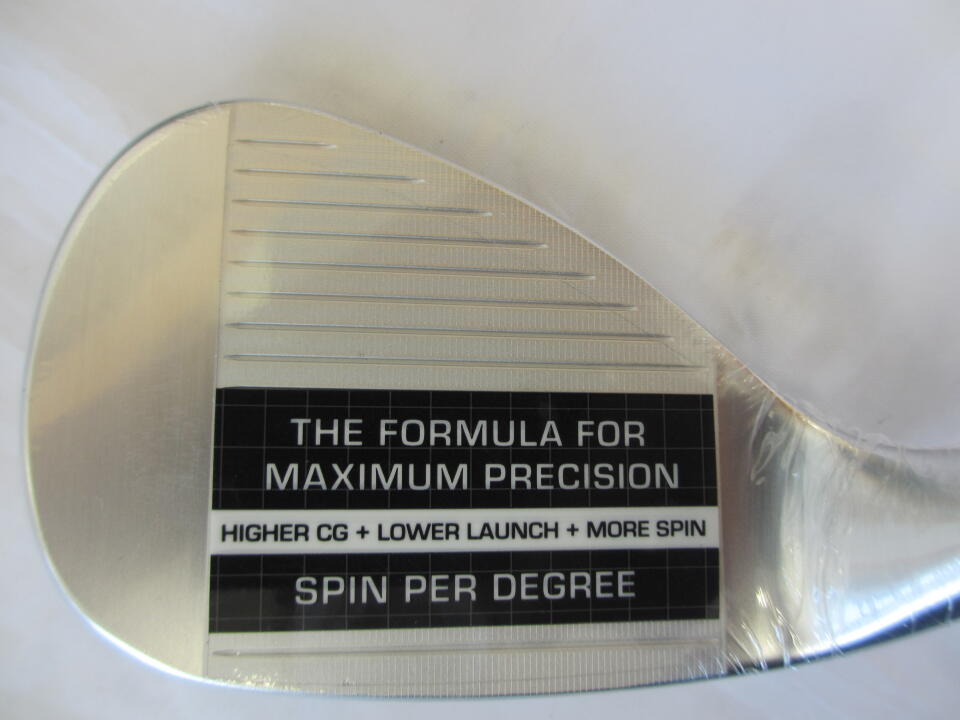 THE FORMULA FOR
MAXIMUM PRECISION
HIGHER CG + LOWER LAUNCH + MORE SPIN
SPIN PER DEGREE